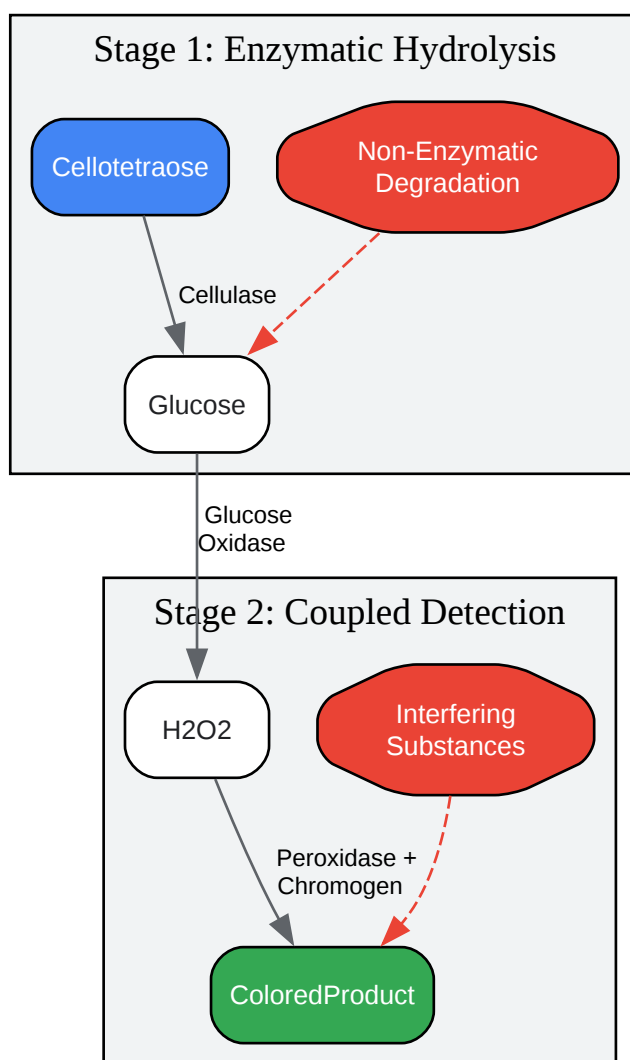 Stage 1: Enzymatic Hydrolysis
Cellotetraose
Non-Enzymatic
Degradation
Cellulase
Glucose
Glucose
Oxidase
Stage 2: Coupled Detection
H2O2
Interfering
Substances
Peroxidase +
Chromogen
ColoredProduct